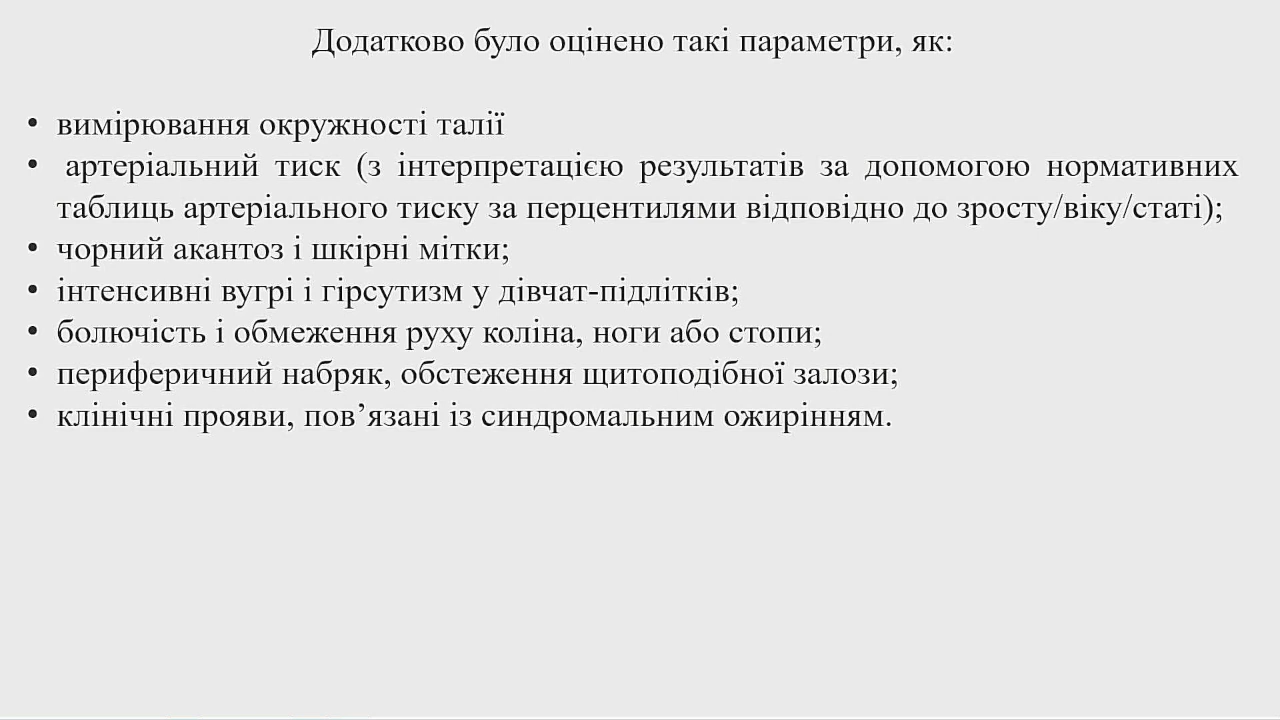 Додатково було оцінено такі параметри, як:
• вимірювання окружності талії
• артеріальний тиск (з інтерпретацією результатів за допомогою нормативних
таблиць артеріального тиску за перцентилями відповідно до зросту/віку/статі);
• чорний акантоз і шкірні мітки;
• інтенсивні вугрі і гірсутизм у дівчат-підлітків;
• болючість і обмеження руху коліна, ноги або стопи;
• периферичний набряк, обстеження щитоподібної залози;
• клінічні прояви, пов’язані із синдромальним ожирінням.